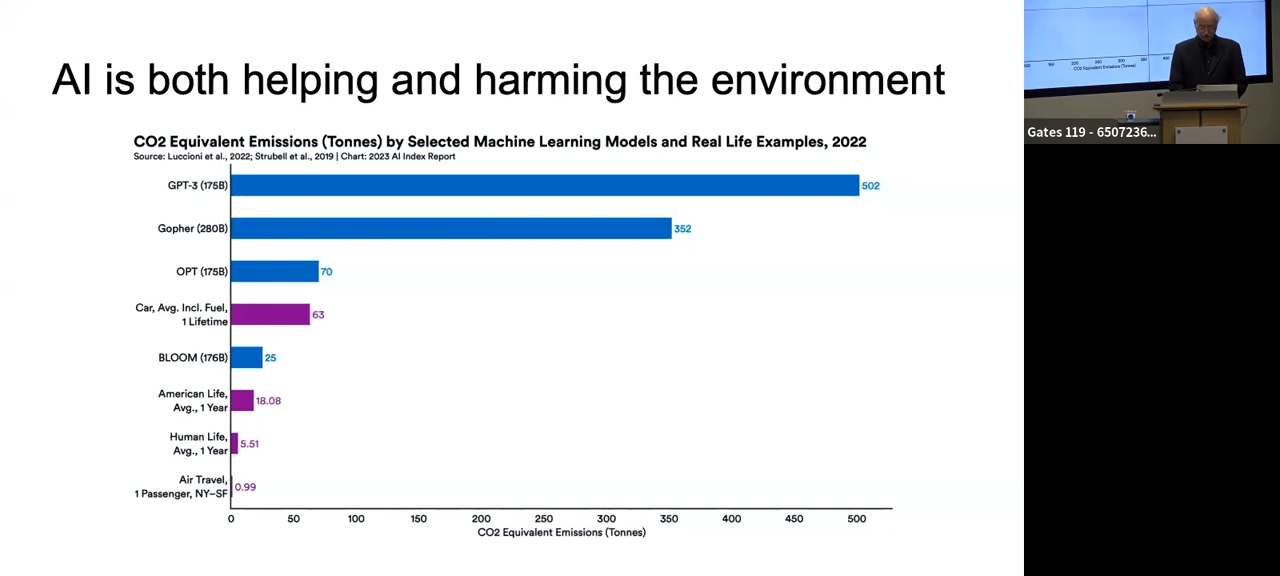 AI is both helping and harming the environment
CO2 Equivalent Emissions (Tonnes) by Selected Machine Learning Models and Real Life Examples, 2022
Source: Luccioni et al., 2022; Strubell et al., 2019 | Chart: 2023 AI Index Report
GPT-3 (175B)
502
Gopher (280B)
352
OPT (175B)
70
Car, Avg. Incl. Fuel,
1 Lifetime
63
BLOOM (176B)
25
American Life,
Avg., 1 Year
18.08
Human Life,
Avg., 1 Year
5.51
Air Travel,
1 Passenger, NY–SF
0.99
0 50 100 150 200 250 300 350 400 450 500
CO2 Equivalent Emissions (Tonnes)
Gates 119 - 6507236...